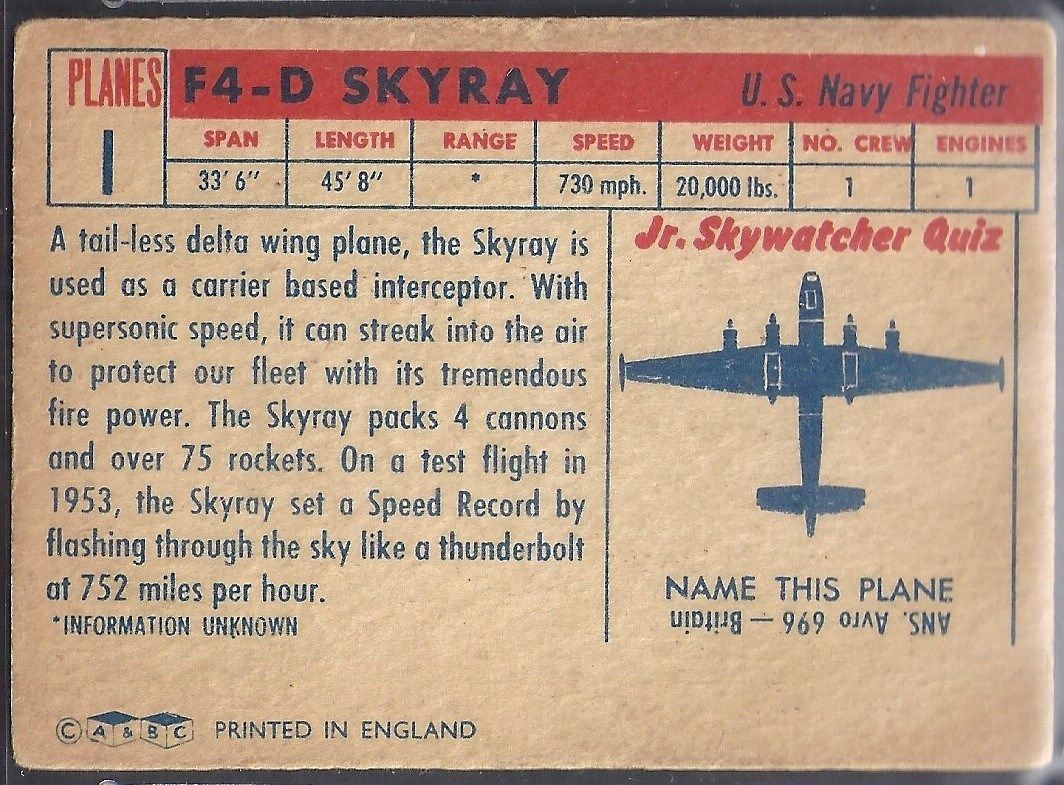 PLANES
1
F4-D SKYRAY
U. S. Navy Fighter
SPAN LENGTH RANGE SPEED WEIGHT NO. CREW ENGINES
33' 6" 45' 8" * 730 mph. 20,000 lbs. 1 1
A tail-less delta wing plane, the Skyray is
used as a carrier based interceptor. With
supersonic speed, it can streak into the air
to protect our fleet with its tremendous
fire power. The Skyray packs 4 cannons
and over 75 rockets. On a test flight in
1953, the Skyray set a Speed Record by
flashing through the sky like a thunderbolt
at 752 miles per hour.
*INFORMATION UNKNOWN
Jr. Skywatcher Quiz
NAME THIS PLANE
ANS. Avro 696 — Britain
© A & B C PRINTED IN ENGLAND